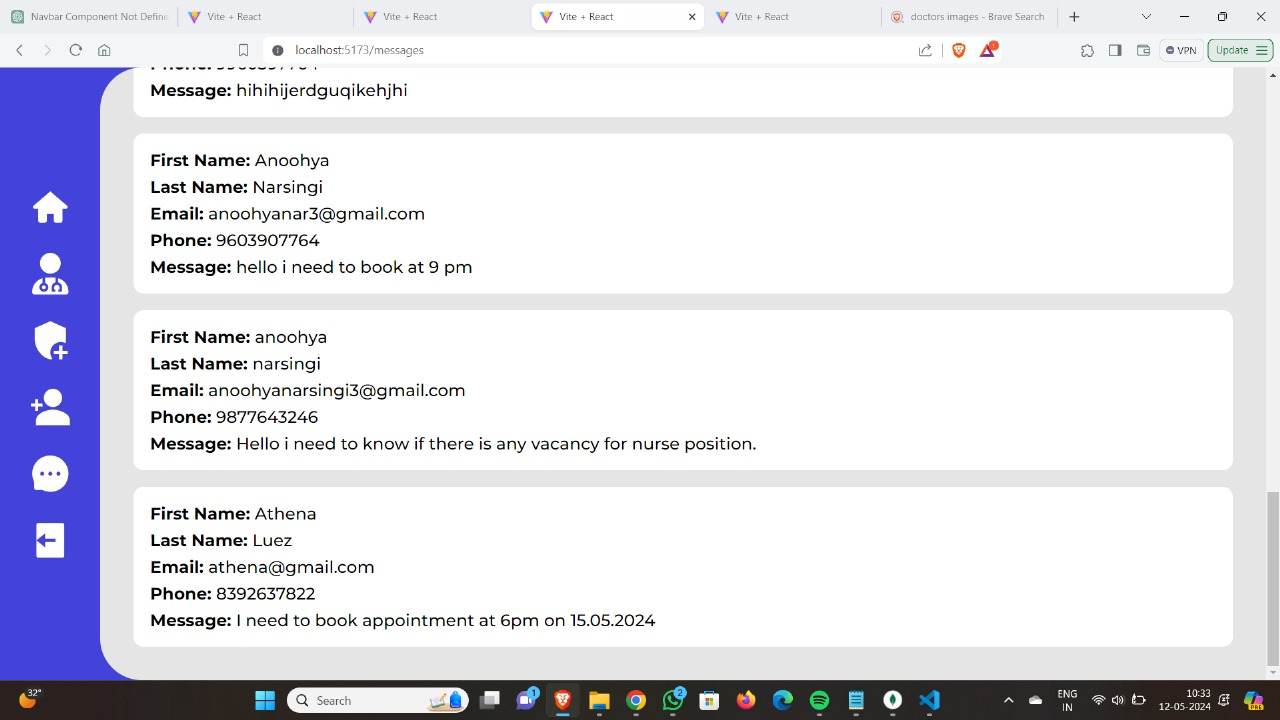 Navbar Component Not Define
Vite + React
Vite + React
Vite + React
Vite + React
doctors images - Brave Search
localhost:5173/messages
1
VPN
Update
Message: hihihijerdguqikehjhi
First Name: Anoohya
Last Name: Narsingi
Email: anoohyanar3@gmail.com
Phone: 9603907764
Message: hello i need to book at 9 pm
First Name: anoohya
Last Name: narsingi
Email: anoohyanarsingi3@gmail.com
Phone: 9877643246
Message: Hello i need to know if there is any vacancy for nurse position.
First Name: Athena
Last Name: Luez
Email: athena@gmail.com
Phone: 8392637822
Message: I need to book appointment at 6pm on 15.05.2024
32°
Search
1
2
ENG
IN
10:33
12-05-2024
PRE